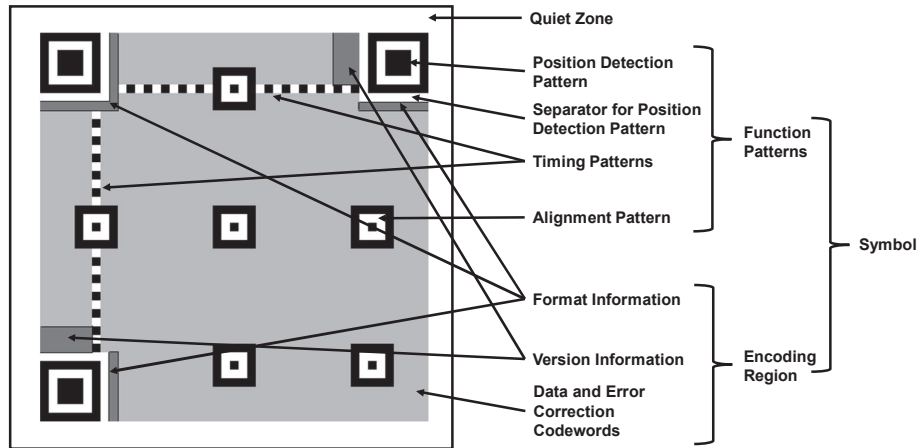 Quiet Zone
Position Detection
Pattern
Separator for Position
Detection Pattern
Timing Patterns
Alignment Pattern
Function
Patterns
Symbol
Format Information
Version Information
Data and Error
Correction
Codewords
Encoding
Region